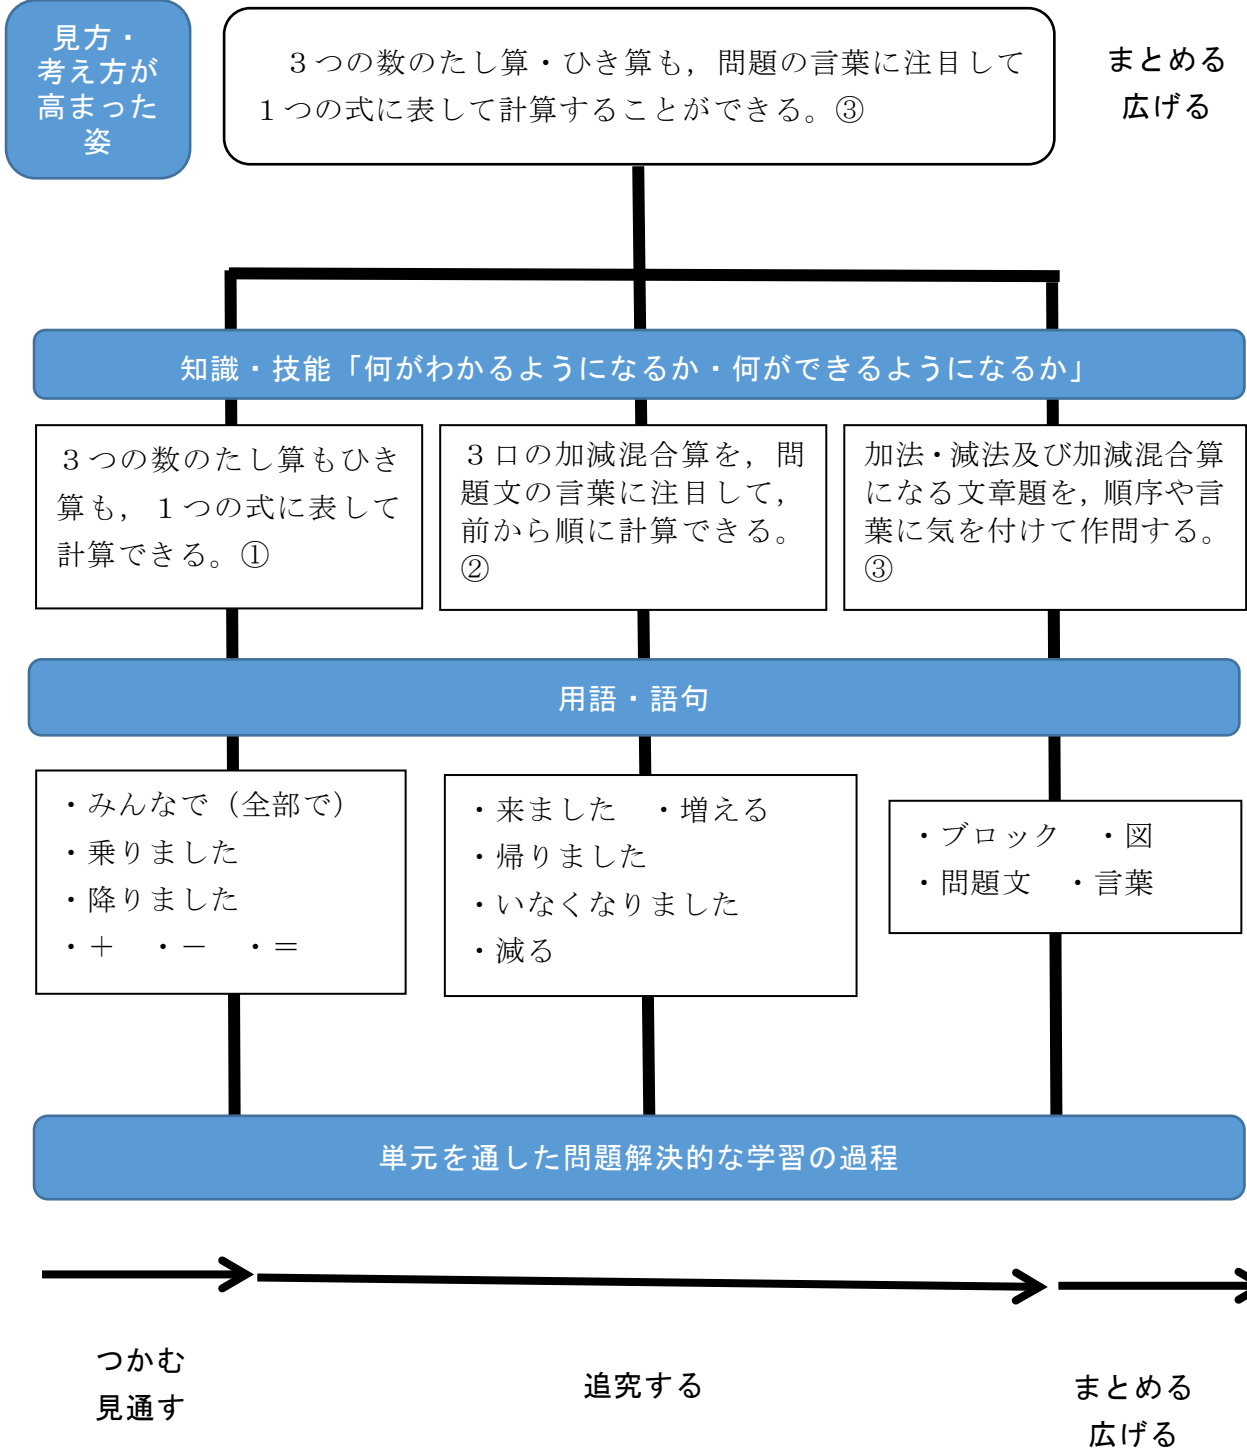 見方・
考え方が
高まった
姿
３つの数のたし算・ひき算も，問題の言葉に注目して
１つの式に表して計算することができる。③
まとめる
広げる
知識・技能「何がわかるようになるか・何ができるようになるか」
３つの数のたし算もひき
算も，１つの式に表して
計算できる。①
３口の加減混合算を，問
題文の言葉に注目して，
前から順に計算できる。
②
加法・減法及び加減混合算
になる文章題を，順序や言
葉に気を付けて作問する。
③
用語・語句
・みんなで（全部で）
・乗りました
・降りました
・＋　・－　・＝
・来ました　・増える
・帰りました
・いなくなりました
・減る
・ブロック　・図
・問題文　・言葉
単元を通した問題解決的な学習の過程
つかむ
見通す
追究する
まとめる
広げる